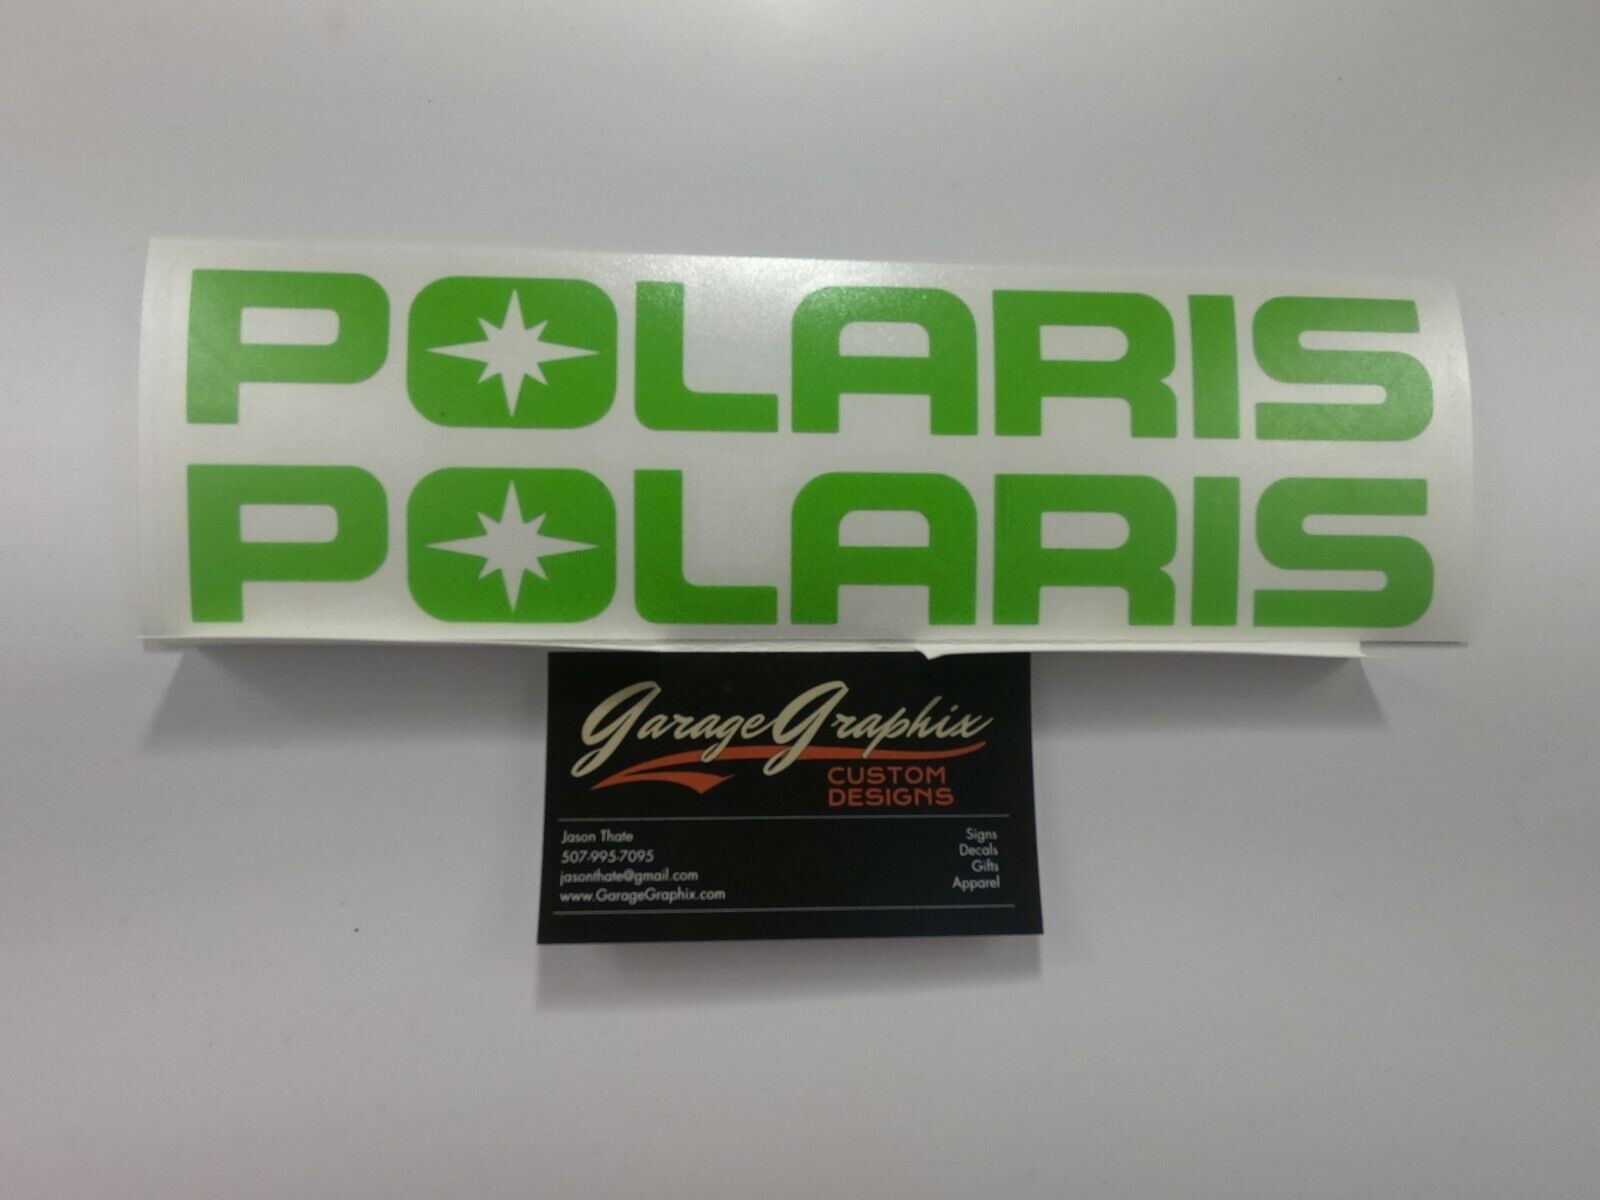 POLARIS
POLARIS
GarageGraphix
CUSTOM
DESIGNS
Jason Thate
507-995-7095
jasonthate@gmail.com
www.GarageGraphix.com
Signs
Decals
Gifts
Apparel